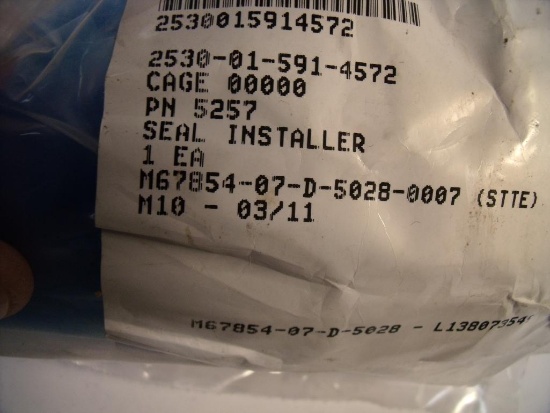 2530015914572
2530-01-591-4572
CAGE 00000
PN 5257
SEAL INSTALLER
1 EA
M67854-07-D-5028-0007 (STTE)
M10 - 03/11
M67854-07-D-5028 - L13807354